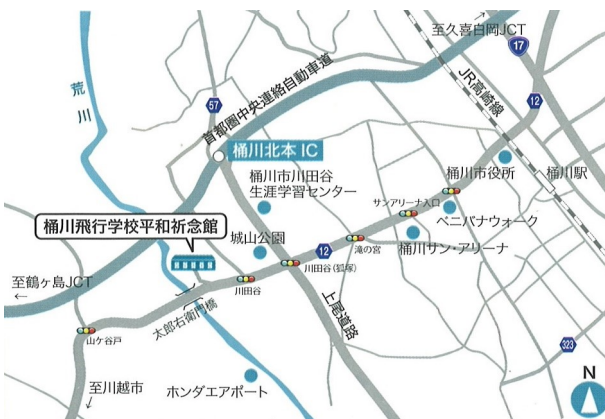 至久喜白岡JCT
17
荒川
57
首都圏中央連絡自動車道
JR高崎線
12
桶川北本 IC
桶川市川田谷
生涯学習センター
桶川市役所
桶川駅
サンアリーナ入口
ベニバナウォーク
桶川飛行学校平和祈念館
城山公園
12
滝の宮
桶川サン・アリーナ
至鶴ヶ島JCT
←
川田谷
川田谷(狐塚)
太郎右衛門橋
上尾道路
山ケ谷戸
323
至川越市
ホンダエアポート
N